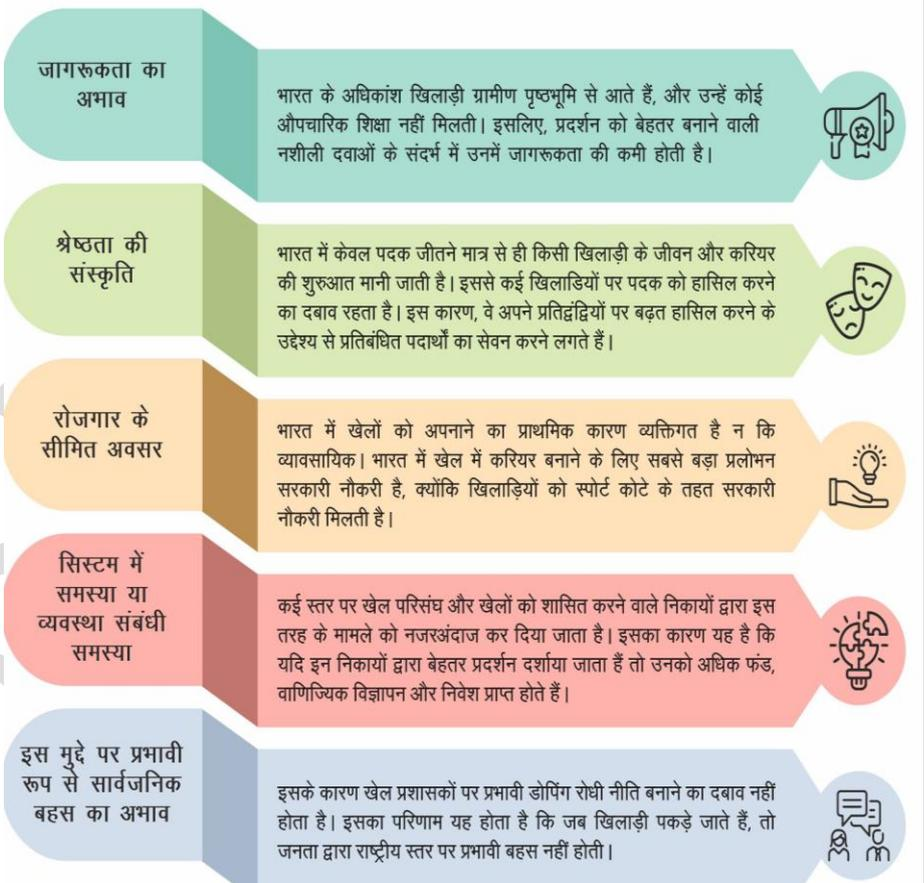 जागरूकता का
अभाव
भारत के अधिकांश खिलाड़ी ग्रामीण पृष्ठभूमि से आते हैं, और उन्हें कोई
औपचारिक शिक्षा नहीं मिलती। इसलिए, प्रदर्शन को बेहतर बनाने वाली
नशीली दवाओं के संदर्भ में उनमें जागरूकता की कमी होती है।
श्रेष्ठता की
संस्कृति
भारत में केवल पदक जीतने मात्र से ही किसी खिलाड़ी के जीवन और करियर
की शुरुआत मानी जाती है। इससे कई खिलाडियों पर पदक को हासिल करने
का दबाव रहता है। इस कारण, वे अपने प्रतिद्वंद्वियों पर बढ़त हासिल करने के
उद्देश्य से प्रतिबंधित पदार्थों का सेवन करने लगते हैं।
रोजगार के
सीमित अवसर
भारत में खेलों को अपनाने का प्राथमिक कारण व्यक्तिगत है न कि
व्यावसायिक। भारत में खेल में करियर बनाने के लिए सबसे बड़ा प्रलोभन
सरकारी नौकरी है, क्योंकि खिलाड़ियों को स्पोर्ट कोटे के तहत सरकारी
नौकरी मिलती है।
सिस्टम में
समस्या या
व्यवस्था संबंधी
समस्या
कई स्तर पर खेल परिसंघ और खेलों को शासित करने वाले निकायों द्वारा इस
तरह के मामले को नजरअंदाज कर दिया जाता है। इसका कारण यह है कि
यदि इन निकायों द्वारा बेहतर प्रदर्शन दर्शाया जाता हैं तो उनको अधिक फंड,
वाणिज्यिक विज्ञापन और निवेश प्राप्त होते हैं।
इस मुद्दे पर प्रभावी
रूप से सार्वजनिक
बहस का अभाव
इसके कारण खेल प्रशासकों पर प्रभावी डोपिंग रोधी नीति बनाने का दबाव नहीं
होता है। इसका परिणाम यह होता है कि जब खिलाड़ी पकड़े जाते हैं, तो
जनता द्वारा राष्ट्रीय स्तर पर प्रभावी बहस नहीं होती।